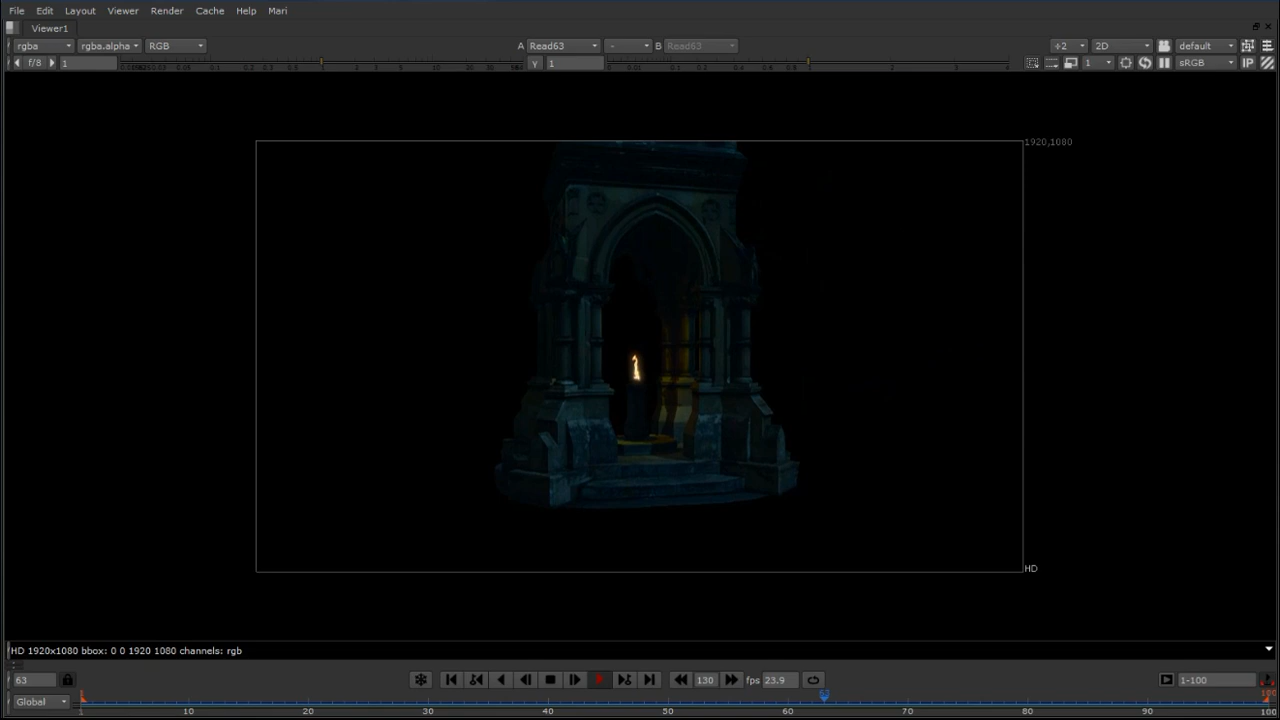 File Edit Layout Viewer Render Cache Help Mari
Viewer1
rgba rgba.alpha RGB A Read63 - B Read63 ÷2 2D default
f/8 1 y 1 1 sRGB IP
1920,1080
HD
HD 1920x1080 bbox: 0 0 1920 1080 channels: rgb
63 130 fps 23.9 1-100
Global 1 10 20 30 40 50 60 70 80 90 100